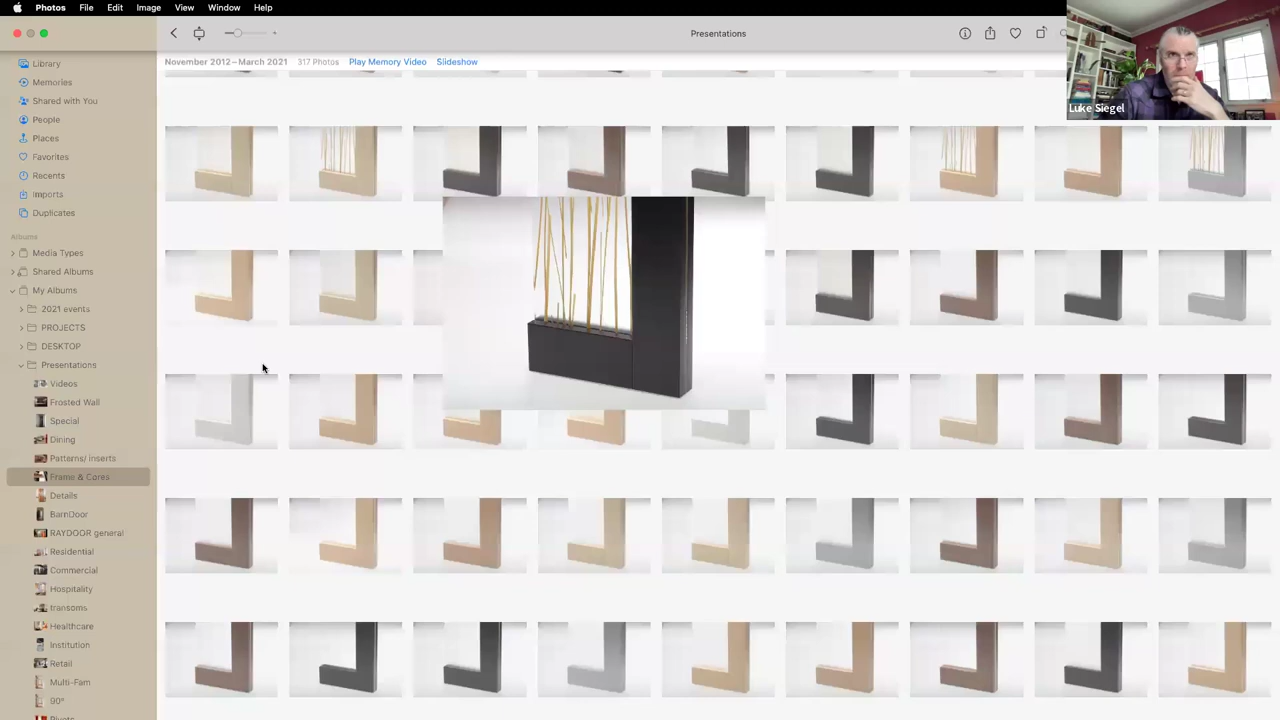 Photos File Edit Image View Window Help
Presentations
November 2012–March 2021 317 Photos Play Memory Video Slideshow
Luke Siegel
Library
Memories
Shared with You
People
Places
Favorites
Recents
Imports
Duplicates
Albums
Media Types
Shared Albums
My Albums
2021 events
PROJECTS
DESKTOP
Presentations
Videos
Frosted Wall
Special
Dining
Patterns/ inserts
Frame & Cores
Details
BarnDoor
RAYDOOR general
Residential
Commercial
Hospitality
transoms
Healthcare
Institution
Retail
Multi-Fam
90°
Pivots